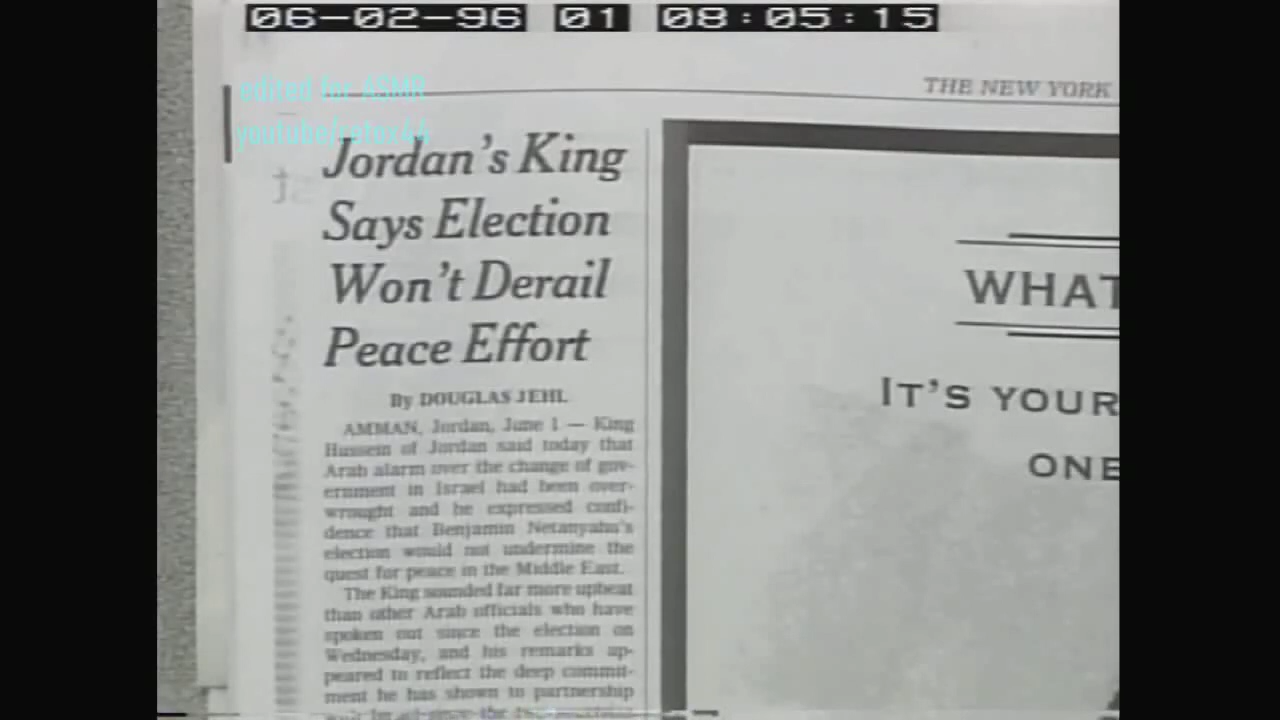 06-02-96 01 08:05:15
edited for ASMR
youtube/retox44
THE NEW YORK
Jordan's King
Says Election
Won't Derail
Peace Effort
By DOUGLAS JEHL
AMMAN, Jordan, June 1 — King
Hussein of Jordan said today that
Arab alarm over the change of gov-
ernment in Israel had been over-
wrought and he expressed confi-
dence that Benjamin Netanyahu's
election would not undermine the
quest for peace in the Middle East.
The King sounded far more upbeat
than other Arab officials who have
spoken out since the election on
Wednesday, and his remarks ap-
peared to reflect the deep commit-
ment he has shown to partnership
WHAT
IT'S YOUR
ONE